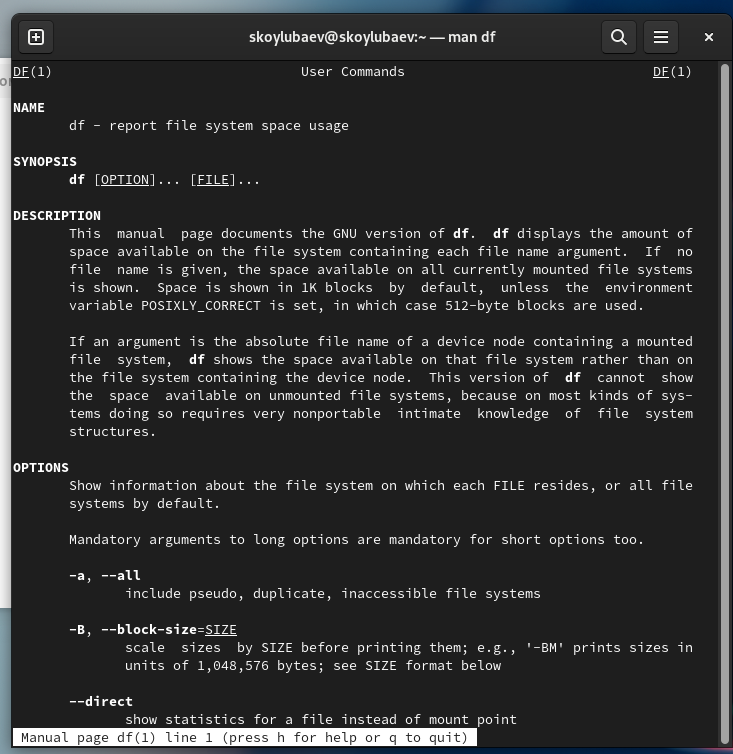 skoylubaev@skoylubaev:~ — man df
DF(1) User Commands DF(1)
NAME
df - report file system space usage
SYNOPSIS
df [OPTION]... [FILE]...
DESCRIPTION
This manual page documents the GNU version of df. df displays the amount of
space available on the file system containing each file name argument. If no
file name is given, the space available on all currently mounted file systems
is shown. Space is shown in 1K blocks by default, unless the environment
variable POSIXLY_CORRECT is set, in which case 512-byte blocks are used.
If an argument is the absolute file name of a device node containing a mounted
file system, df shows the space available on that file system rather than on
the file system containing the device node. This version of df cannot show
the space available on unmounted file systems, because on most kinds of sys-
tems doing so requires very nonportable intimate knowledge of file system
structures.
OPTIONS
Show information about the file system on which each FILE resides, or all file
systems by default.
Mandatory arguments to long options are mandatory for short options too.
-a, --all
include pseudo, duplicate, inaccessible file systems
-B, --block-size=SIZE
scale sizes by SIZE before printing them; e.g., '-BM' prints sizes in
units of 1,048,576 bytes; see SIZE format below
--direct
show statistics for a file instead of mount point
Manual page df(1) line 1 (press h for help or q to quit)